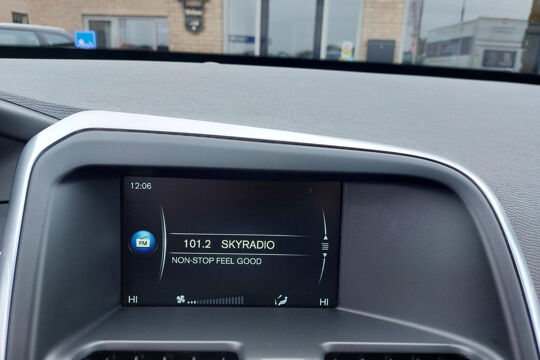 12:06
FM
101.2 SKYRADIO
NON-STOP FEEL GOOD
HI HI